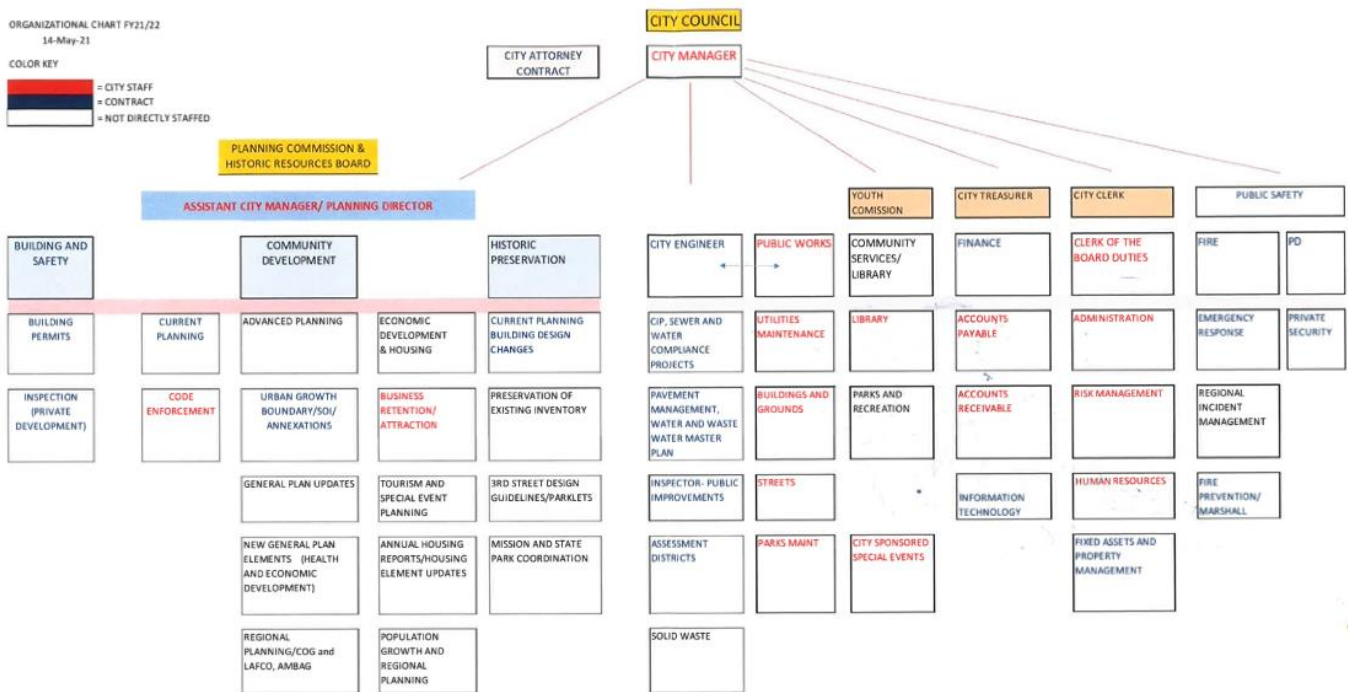 ORGANIZATIONAL CHART FY21/22
14-May-21
COLOR KEY
= CITY STAFF
= CONTRACT
= NOT DIRECTLY STAFFED
CITY COUNCIL
CITY ATTORNEY
CONTRACT
CITY MANAGER
PLANNING COMMISSION &
HISTORIC RESOURCES BOARD
ASSISTANT CITY MANAGER/ PLANNING DIRECTOR
YOUTH
COMISSION
CITY TREASURER
CITY CLERK
PUBLIC SAFETY
BUILDING AND
SAFETY
COMMUNITY
DEVELOPMENT
HISTORIC
PRESERVATION
CITY ENGINEER
PUBLIC WORKS
COMMUNITY
SERVICES/
LIBRARY
FINANCE
CLERK OF THE
BOARD DUTIES
FIRE
PD
BUILDING
PERMITS
CURRENT
PLANNING
ADVANCED PLANNING
ECONOMIC
DEVELOPMENT
& HOUSING
CURRENT PLANNING
BUILDING DESIGN
CHANGES
CIP, SEWER AND
WATER
COMPLIANCE
PROJECTS
UTILITIES
MAINTENANCE
LIBRARY
ACCOUNTS
PAYABLE
ADMINISTRATION
EMERGENCY
RESPONSE
PRIVATE
SECURITY
INSPECTION
(PRIVATE
DEVELOPMENT)
CODE
ENFORCEMENT
URBAN GROWTH
BOUNDARY/SOI/
ANNEXATIONS
BUSINESS
RETENTION/
ATTRACTION
PRESERVATION OF
EXISTING INVENTORY
PAVEMENT
MANAGEMENT,
WATER AND WASTE
WATER MASTER
PLAN
BUILDINGS AND
GROUNDS
PARKS AND
RECREATION
ACCOUNTS
RECEIVABLE
RISK MANAGEMENT
REGIONAL
INCIDENT
MANAGEMENT
GENERAL PLAN UPDATES
TOURISM AND
SPECIAL EVENT
PLANNING
3RD STREET DESIGN
GUIDELINES/PARKLETS
INSPECTOR- PUBLIC
IMPROVEMENTS
STREETS
INFORMATION
TECHNOLOGY
HUMAN RESOURCES
FIRE
PREVENTION/
MARSHALL
NEW GENERAL PLAN
ELEMENTS (HEALTH
AND ECONOMIC
DEVELOPMENT)
ANNUAL HOUSING
REPORTS/HOUSING
ELEMENT UPDATES
MISSION AND STATE
PARK COORDINATION
ASSESSMENT
DISTRICTS
PARKS MAINT
CITY SPONSORED
SPECIAL EVENTS
FIXED ASSETS AND
PROPERTY
MANAGEMENT
REGIONAL
PLANNING/COG and
LAFCO, AMBAG
POPULATION
GROWTH AND
REGIONAL
PLANNING
SOLID WASTE